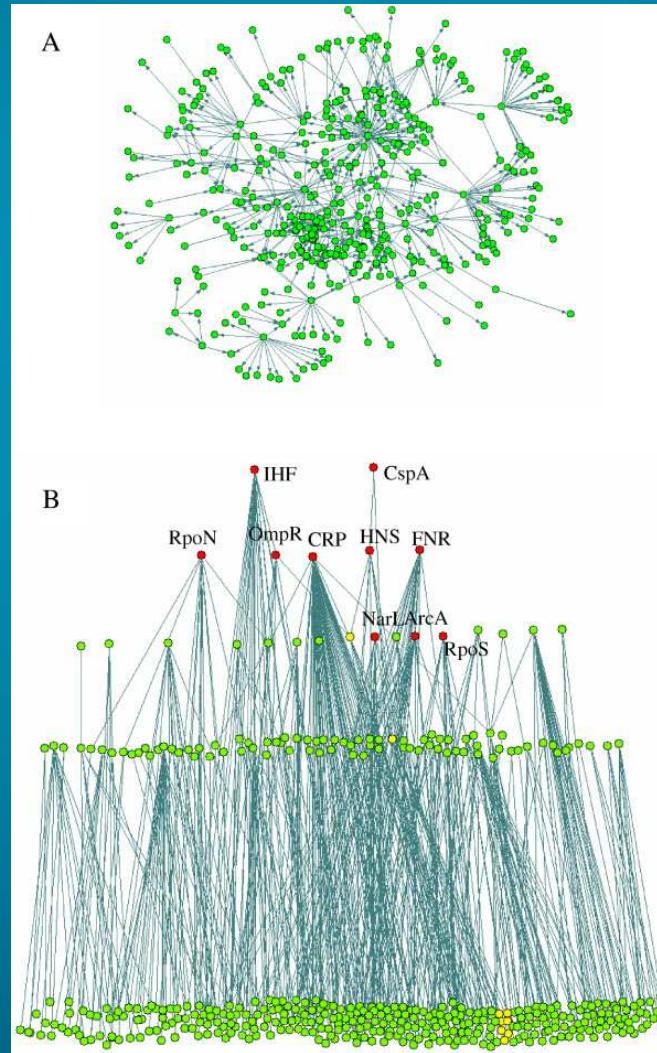 A
B
IHF
CspA
RpoN
OmpR
CRP
HNS
FNR
NarL
ArcA
RpoS